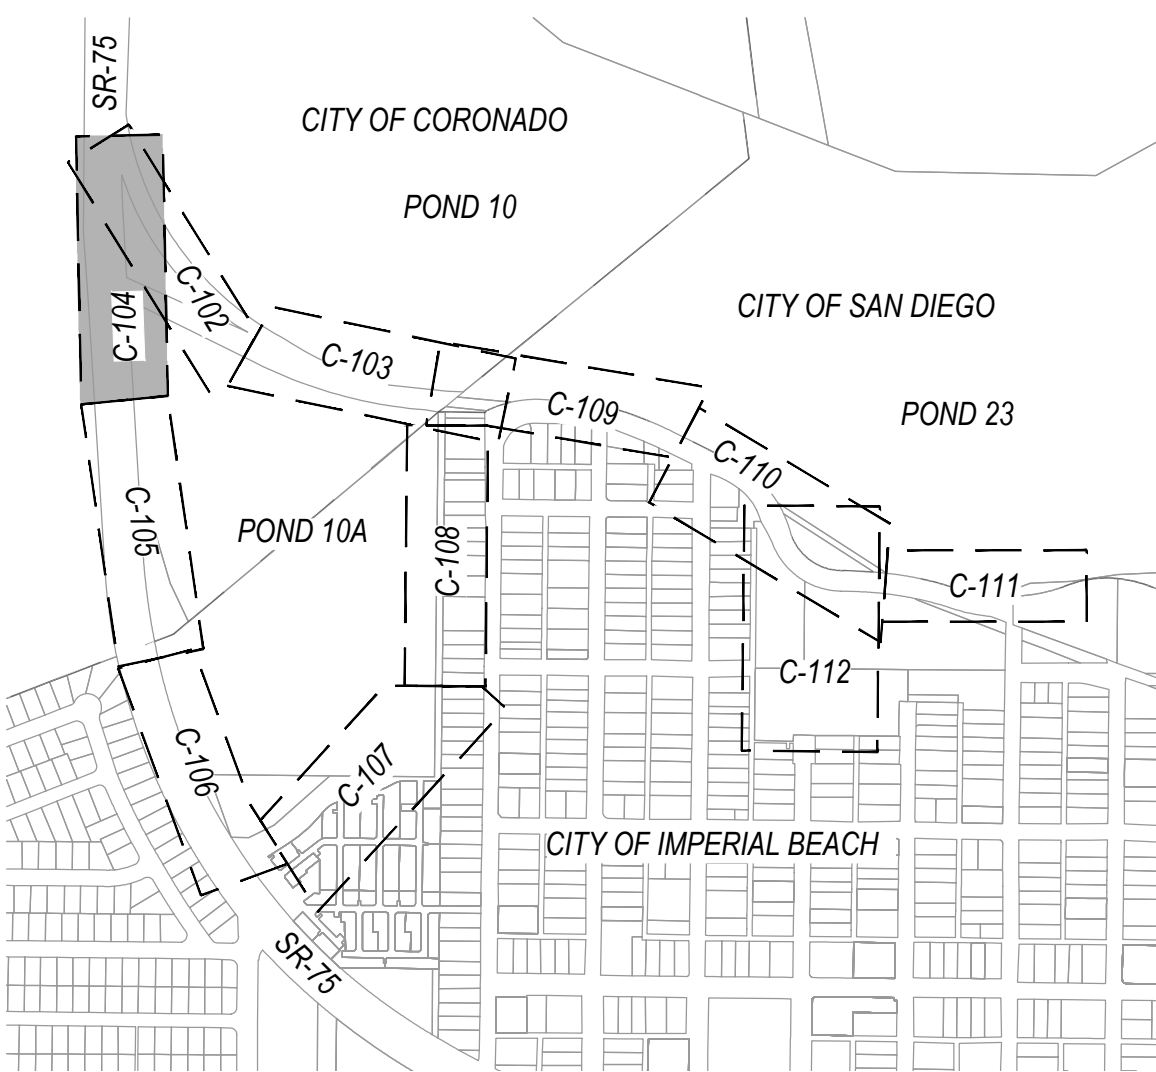 SR-75
CITY OF CORONADO
POND 10
C-102
CITY OF SAN DIEGO
C-104
C-103
C-109
POND 23
C-110
C-105
POND 10A
C-108
C-111
C-112
C-106
C-107
CITY OF IMPERIAL BEACH
SR-75